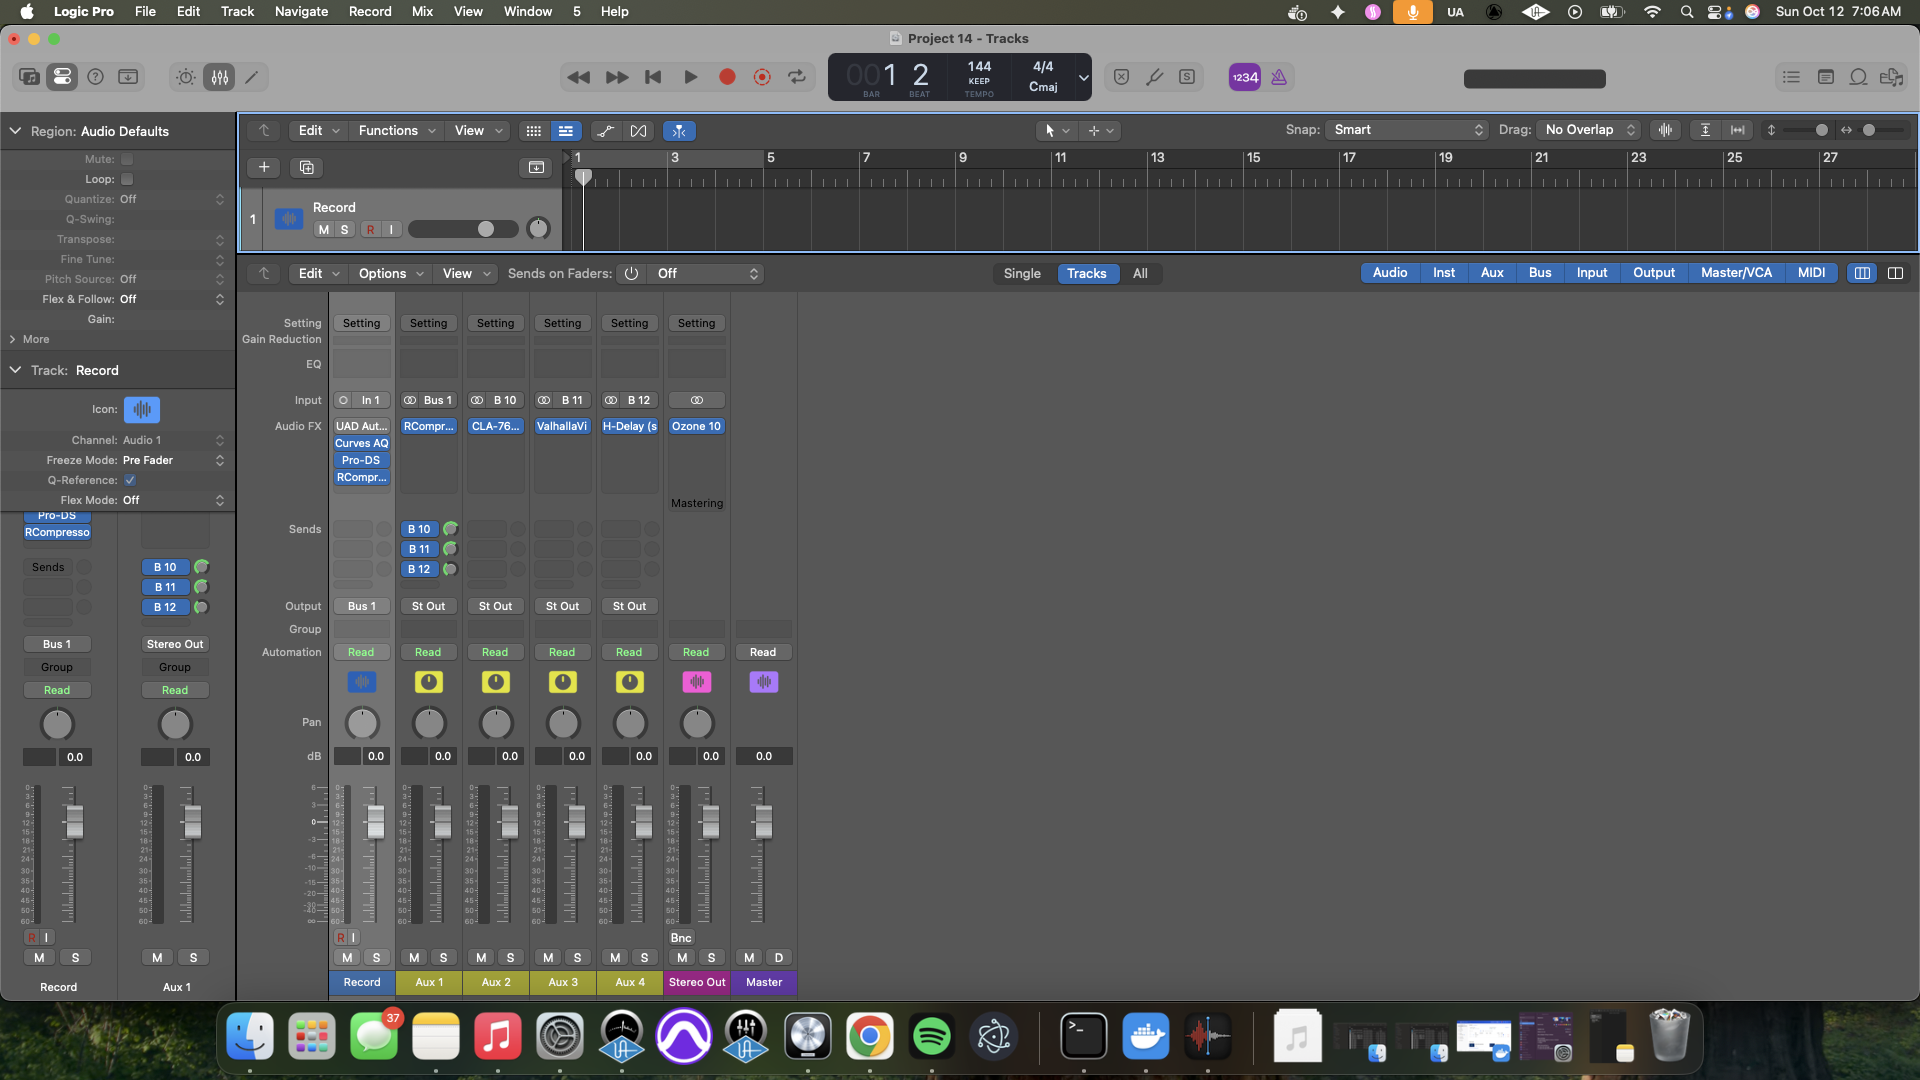 Logic Pro File Edit Track Navigate Record Mix View Window 5 Help UA Sun Oct 12 7:06 AM
Project 14 - Tracks
001 2 144 KEEP 4/4 Cmaj
BAR BEAT TEMPO
S 1234
Region: Audio Defaults
Mute:
Loop:
Quantize: Off
Q-Swing:
Transpose:
Fine Tune:
Pitch Source: Off
Flex & Follow: Off
Gain:
More
Track: Record
Icon:
Channel: Audio 1
Freeze Mode: Pre Fader
Q-Reference:
Flex Mode: Off
Pro-DS
RCompresso
Sends B 10
B 11
B 12
Bus 1 Stereo Out
Group Group
Read Read
0.0 0.0
R I
M S M S
Record Aux 1
Edit Functions View Snap: Smart Drag: No Overlap
1 3 5 7 9 11 13 15 17 19 21 23 25 27
1 Record
M S R I
Edit Options View Sends on Faders: Off Single Tracks All Audio Inst Aux Bus Input Output Master/VCA MIDI
Setting Setting Setting Setting Setting Setting Setting
Gain Reduction
EQ
Input In 1 Bus 1 B 10 B 11 B 12
Audio FX UAD Aut... RCompr... CLA-76... ValhallaVi H-Delay (s Ozone 10
Curves AQ
Pro-DS
RCompr...
Mastering
Sends B 10
B 11
B 12
Output Bus 1 St Out St Out St Out St Out
Group
Automation Read Read Read Read Read Read Read
Pan
dB 0.0 0.0 0.0 0.0 0.0 0.0 0.0
R I Bnc
M S M S M S M S M S M S M D
Record Aux 1 Aux 2 Aux 3 Aux 4 Stereo Out Master
37